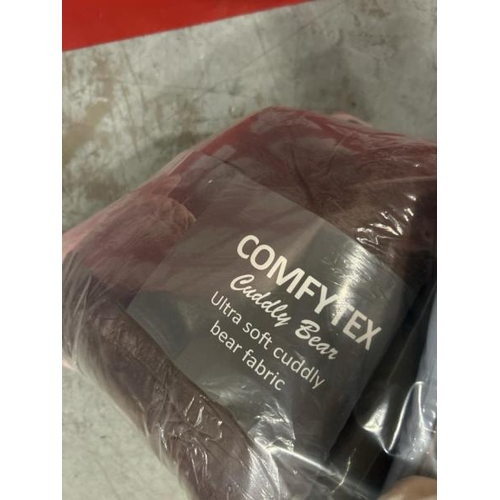 COMFYTEX
Cuddly Bear
Ultra soft cuddly
bear fabric